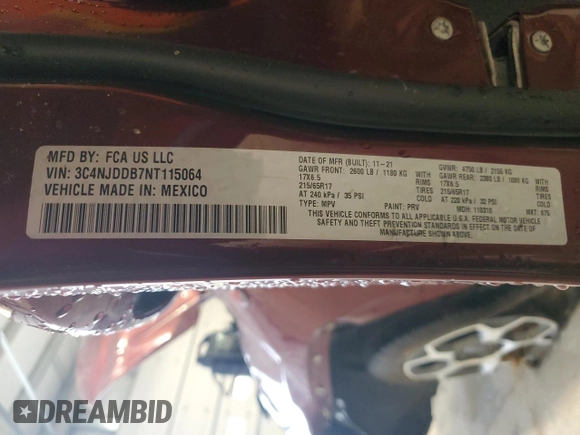 MFD BY: FCA US LLC
VIN: 3C4NJDDB7NT115064
VEHICLE MADE IN: MEXICO
DATE OF MFR (BUILT): 11-21
GVWR: 4750 LB / 2155 KG
GAWR FRONT: 2600 LB / 1180 KG
GAWR REAR: 2380 LB / 1080 KG
17X6.5
17X6.5
215/65R17
TIRES
215/65R17
TIRES
AT 240 kPa / 35 PSI
COLD
AT 220 kPa / 32 PSI
COLD
TYPE: MPV
PAINT: PRV
MDH:
MKT:
THIS VEHICLE CONFORMS TO ALL APPLICABLE U.S.A. FEDERAL MOTOR VEHICLE
SAFETY AND THEFT PREVENTION STANDARDS IN EFFECT ON THE DATE OF
MANUFACTURE SHOWN ABOVE.
DREAMBID